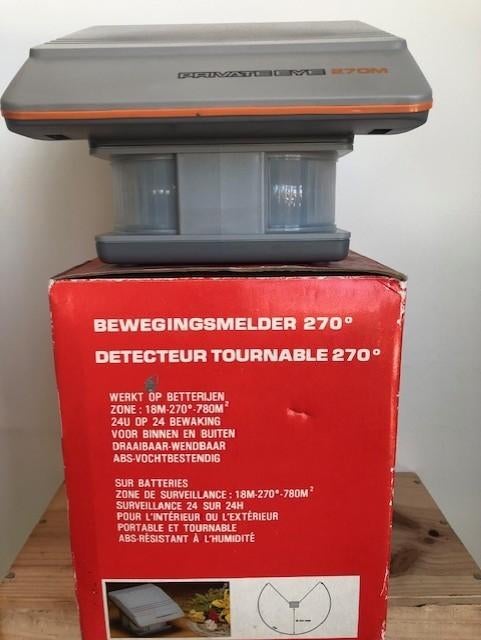 PRIVATE EYE 270M
BEWEGINGSMELDER 270°
DETECTEUR TOURNABLE 270°
WERKT OP BETTERIJEN
ZONE : 18M-270°-780M²
24U OP 24 BEWAKING
VOOR BINNEN EN BUITEN
DRAAIBAAR-WENDBAAR
ABS-VOCHTBESTENDIG
SUR BATTERIES
ZONE DE SURVEILLANCE : 18M-270°-780M²
SURVEILLANCE 24 SUR 24H
POUR L'INTÉRIEUR OU L'EXTÉRIEUR
PORTABLE ET TOURNABLE
ABS-RÉSISTANT À L'HUMIDITÉ